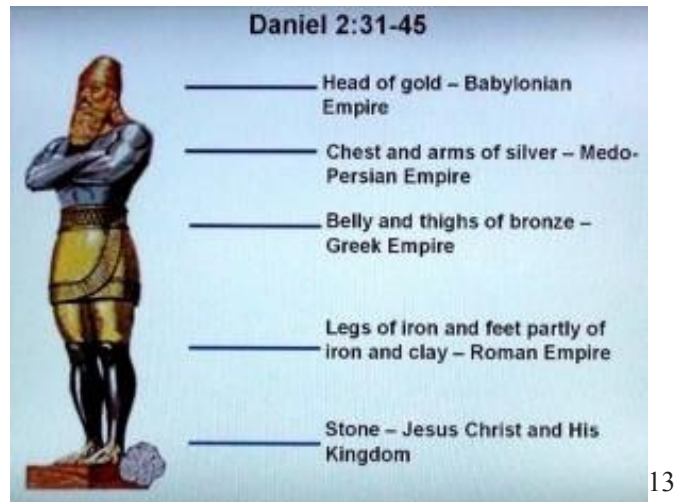 Daniel 2:31-45
Head of gold – Babylonian
Empire
Chest and arms of silver – Medo-
Persian Empire
Belly and thighs of bronze –
Greek Empire
Legs of iron and feet partly of
iron and clay – Roman Empire
Stone – Jesus Christ and His
Kingdom
13